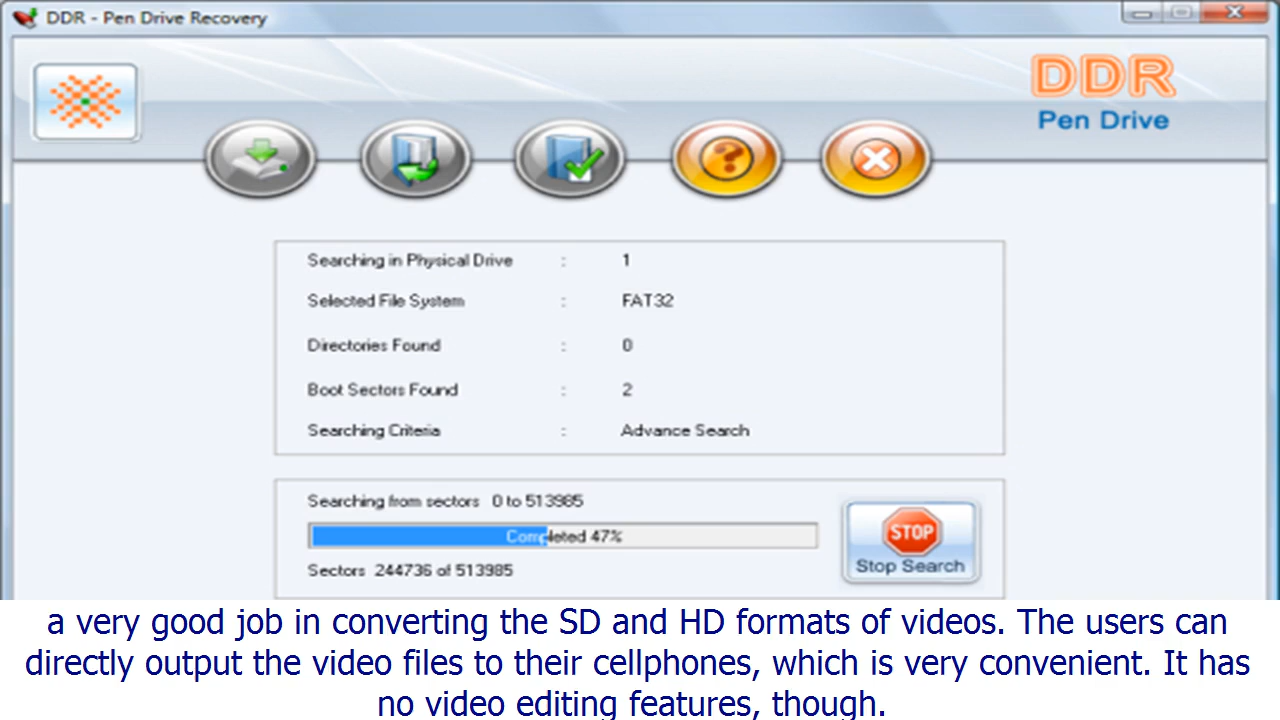 DDR - Pen Drive Recovery
DDR
Pen Drive
Searching in Physical Drive : 1
Selected File System : FAT32
Directories Found : 0
Boot Sectors Found : 2
Searching Criteria : Advance Search
Searching from sectors 0 to 513985
Completed 47%
Sectors 244736 of 513985
STOP
Stop Search
a very good job in converting the SD and HD formats of videos. The users can
directly output the video files to their cellphones, which is very convenient. It has
no video editing features, though.